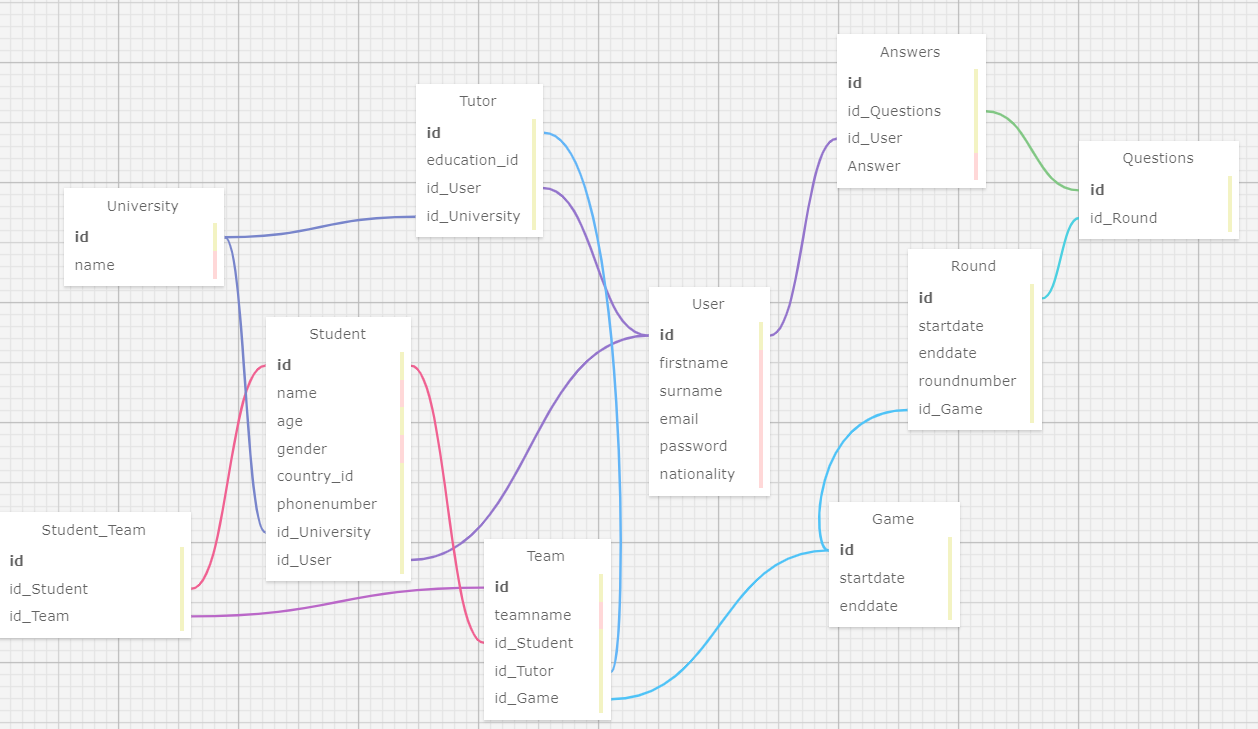 Answers
id
id_Questions
id_User
Answer
Tutor
id
education_id
id_User
id_University
Questions
id
id_Round
University
id
name
Round
id
startdate
enddate
roundnumber
id_Game
User
id
firstname
surname
email
password
nationality
Student
id
name
age
gender
country_id
phonenumber
id_University
id_User
Game
id
startdate
enddate
Student_Team
id
id_Student
id_Team
Team
id
teamname
id_Student
id_Tutor
id_Game